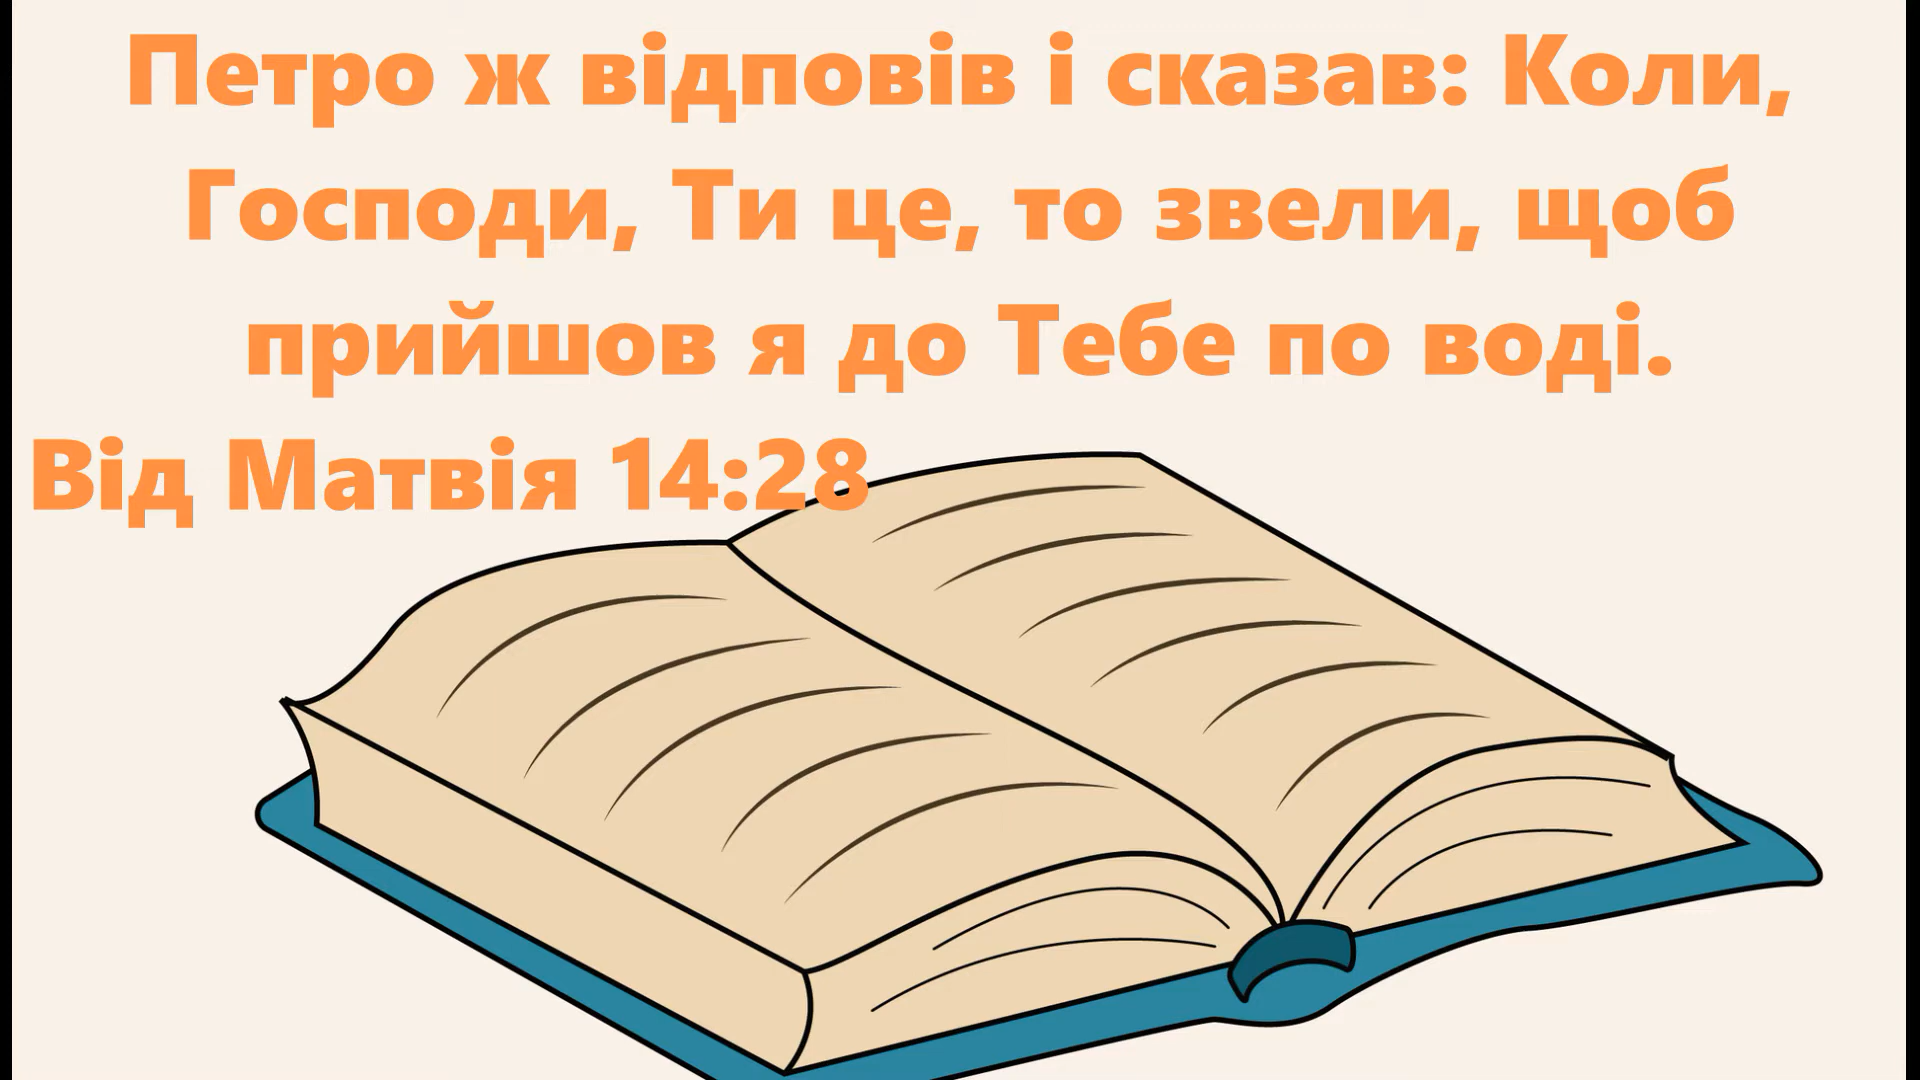 Петро ж відповів і сказав: Коли,
Господи, Ти це, то звели, щоб
прийшов я до Тебе по воді.
Від Матвія 14:28